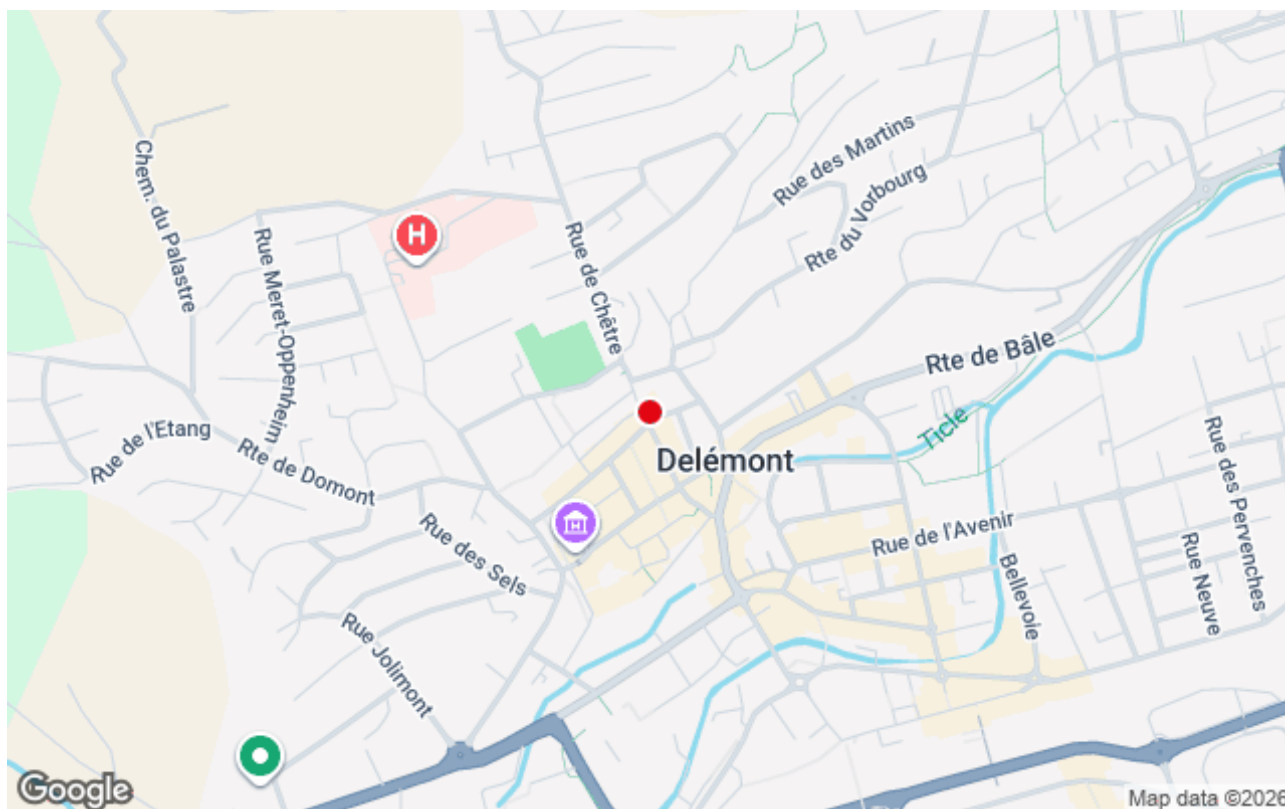 Rue des Martins
Chem. du Palastre
Rte du Vorbourg
Rue Meret-Oppenheim
H
Rue de Chêtre
Rte de Bâle
Rue de l'Etang
Ticle
Rte de Domont
Delémont
Rue des Pervenches
Rue de l'Avenir
H
Rue des Sels
Rue Neuve
Bellevoie
Rue Jolimont
Google
Map data ©2026